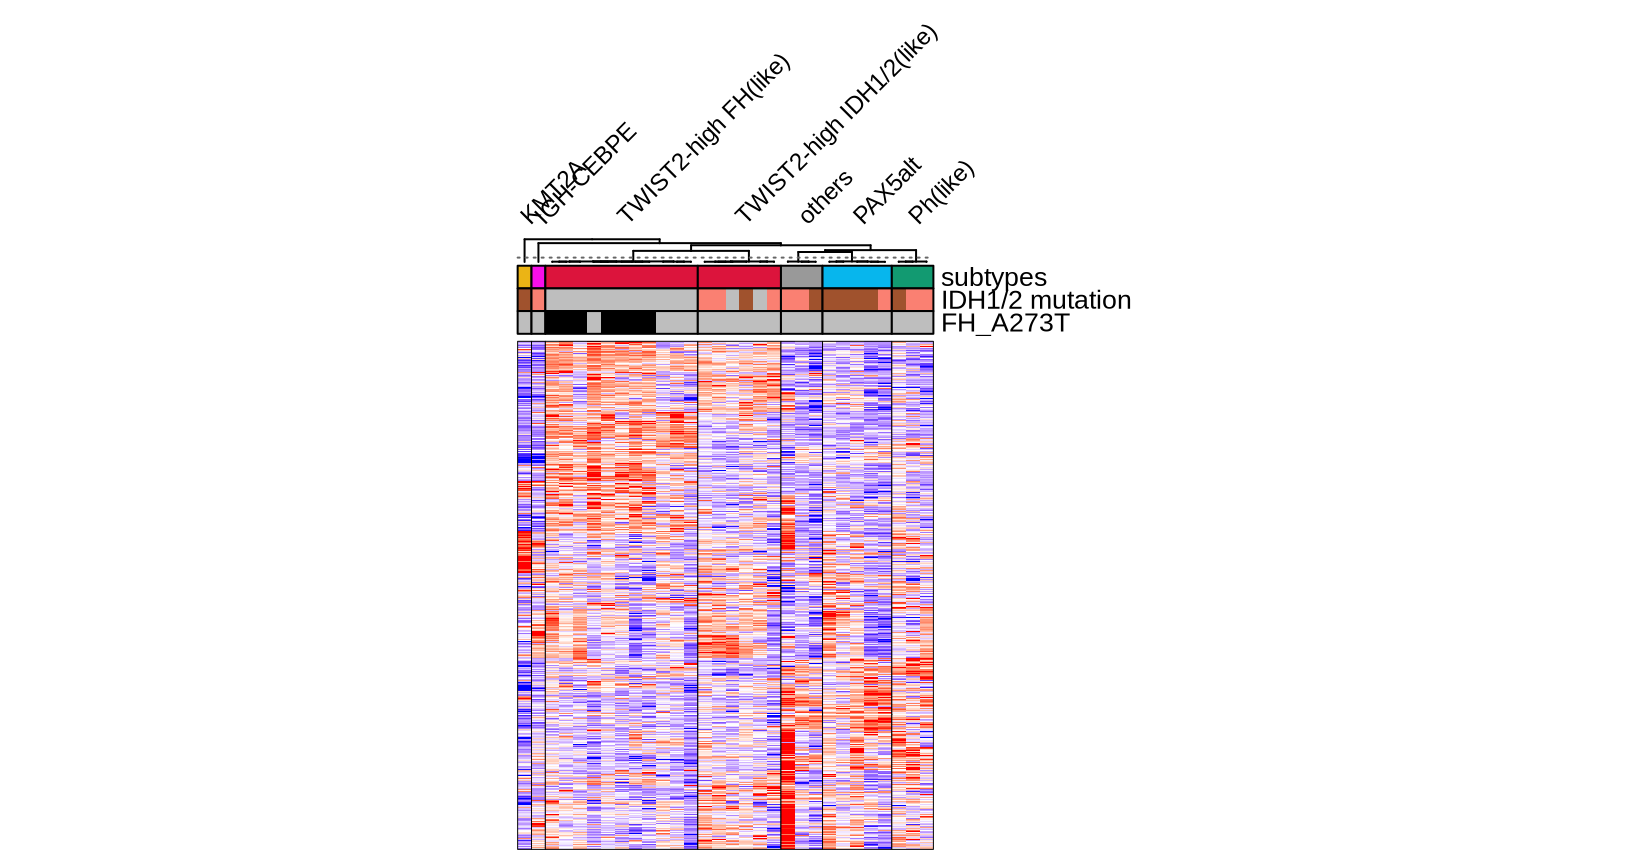 KMT2A
IGH-CEBPE
TWIST2-high FH(like)
TWIST2-high IDH1/2(like)
others
PAX5alt
Ph(like)
subtypes
IDH1/2 mutation
FH_A273T